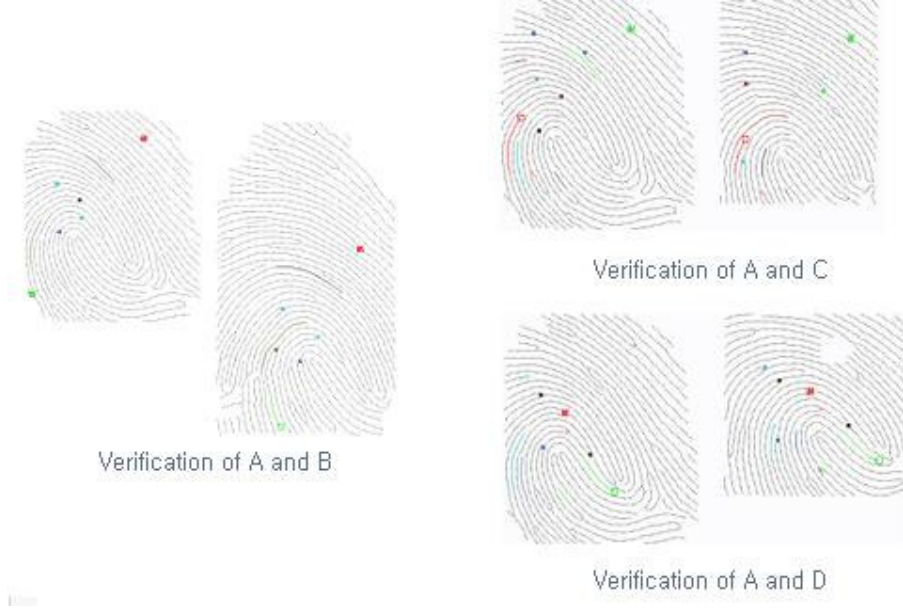 Verification of A and C
Verification of A and B
Verification of A and D